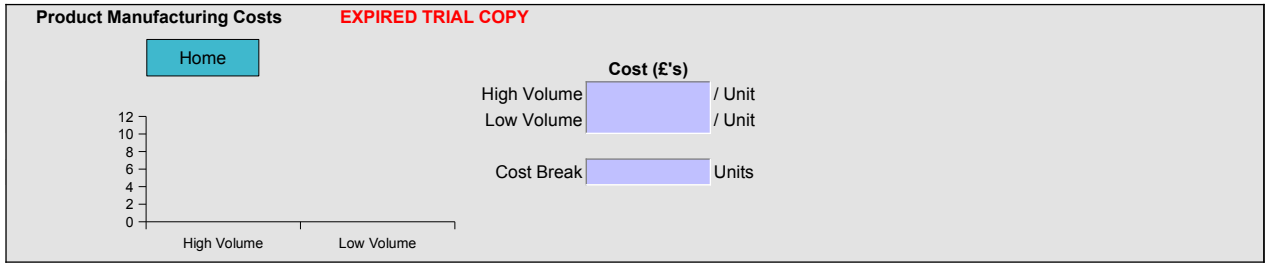 Product Manufacturing Costs EXPIRED TRIAL COPY
Home
Cost (£'s)
High Volume / Unit
Low Volume / Unit
Cost Break Units
12
10
8
6
4
2
0
High Volume Low Volume